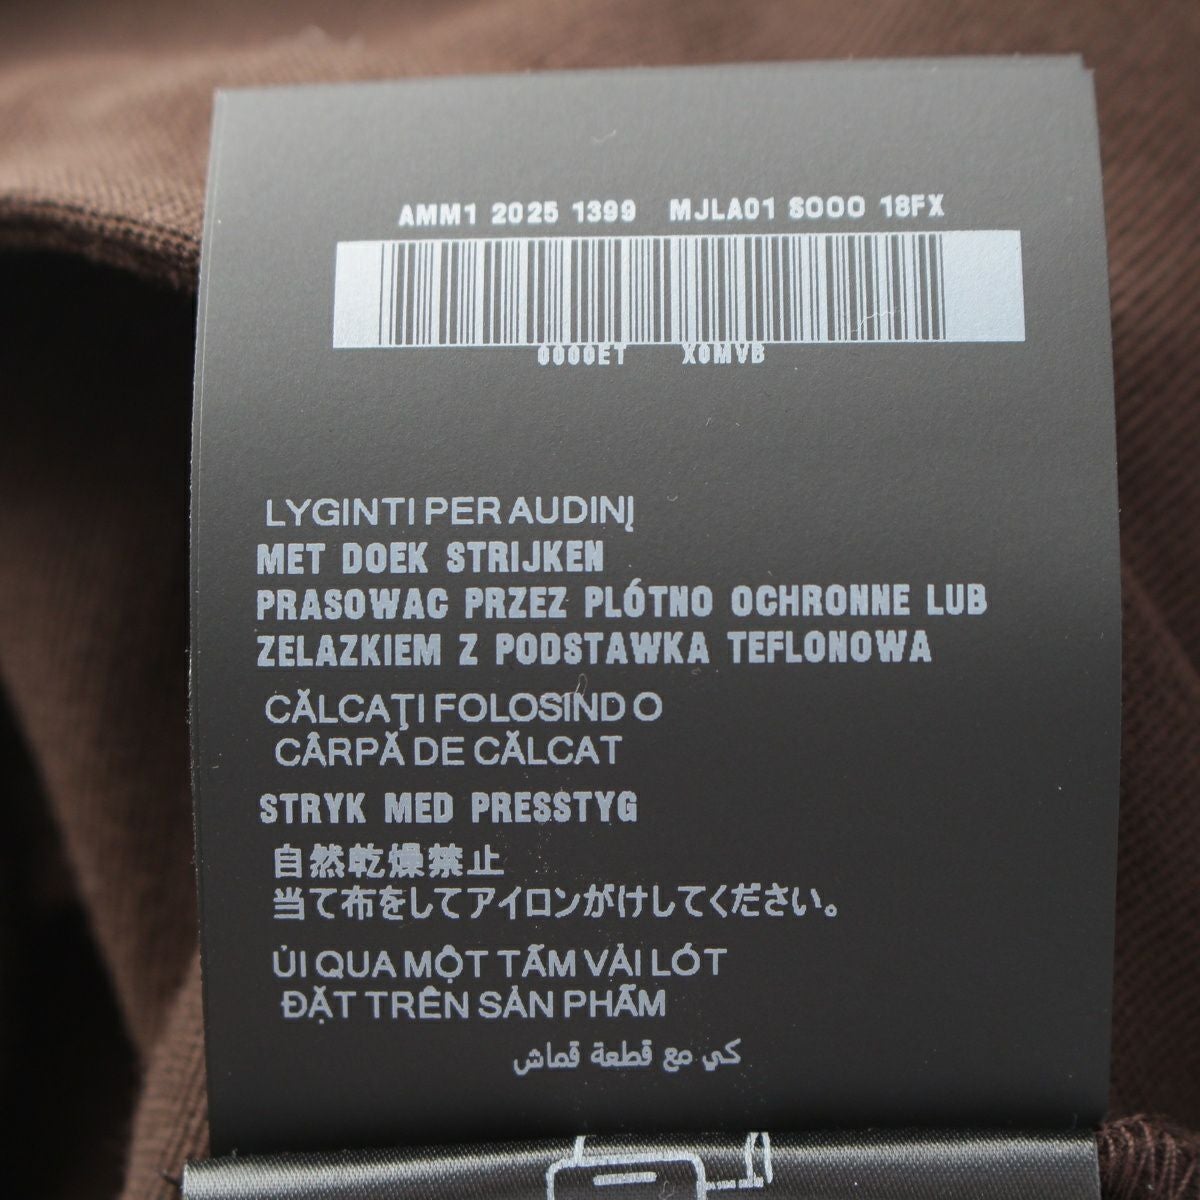 AMM1 2025 1399 MJLA01 S000 18FX
0000ET X0MVB
LYGINTI PER AUDINĮ
MET DOEK STRIJKEN
PRASOWAC PRZEZ PLÓTNO OCHRONNE LUB
ZELAZKIEM Z PODSTAWKA TEFLONOWA
CĂLCAŢI FOLOSIND O
CÂRPĂ DE CĂLCAT
STRYK MED PRESSTYG
自然乾燥禁止
当て布をしてアイロンがけしてください。
ỦI QUA MỘT TẤM VẢI LÓT
ĐẶT TRÊN SẢN PHẨM
كي مع قطعة قماش